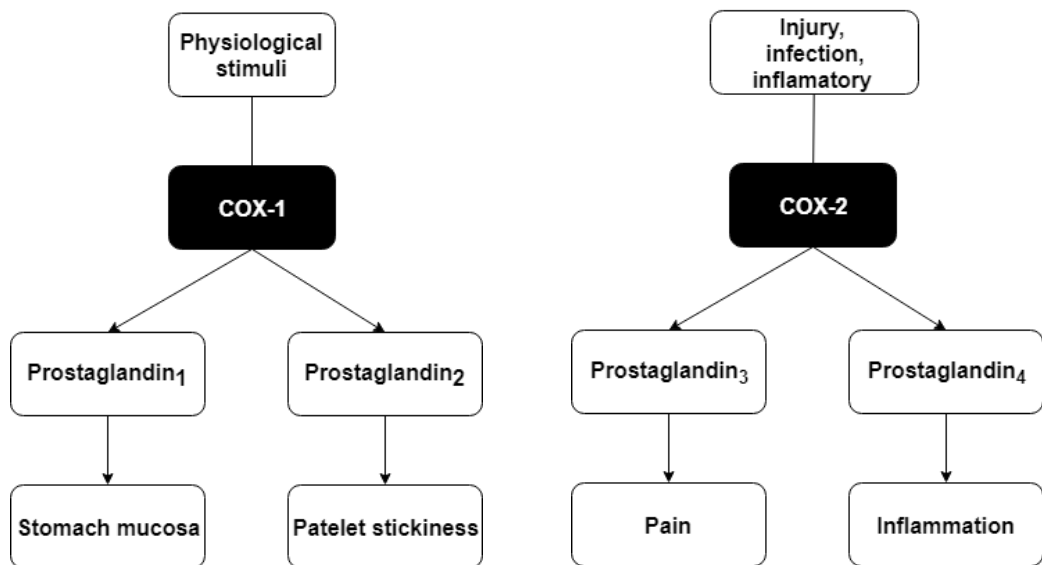 Physiological
stimuli
Injury,
infection,
inflamatory
COX-1
COX-2
Prostaglandin1
Prostaglandin2
Prostaglandin3
Prostaglandin4
Stomach mucosa
Patelet stickiness
Pain
Inflammation